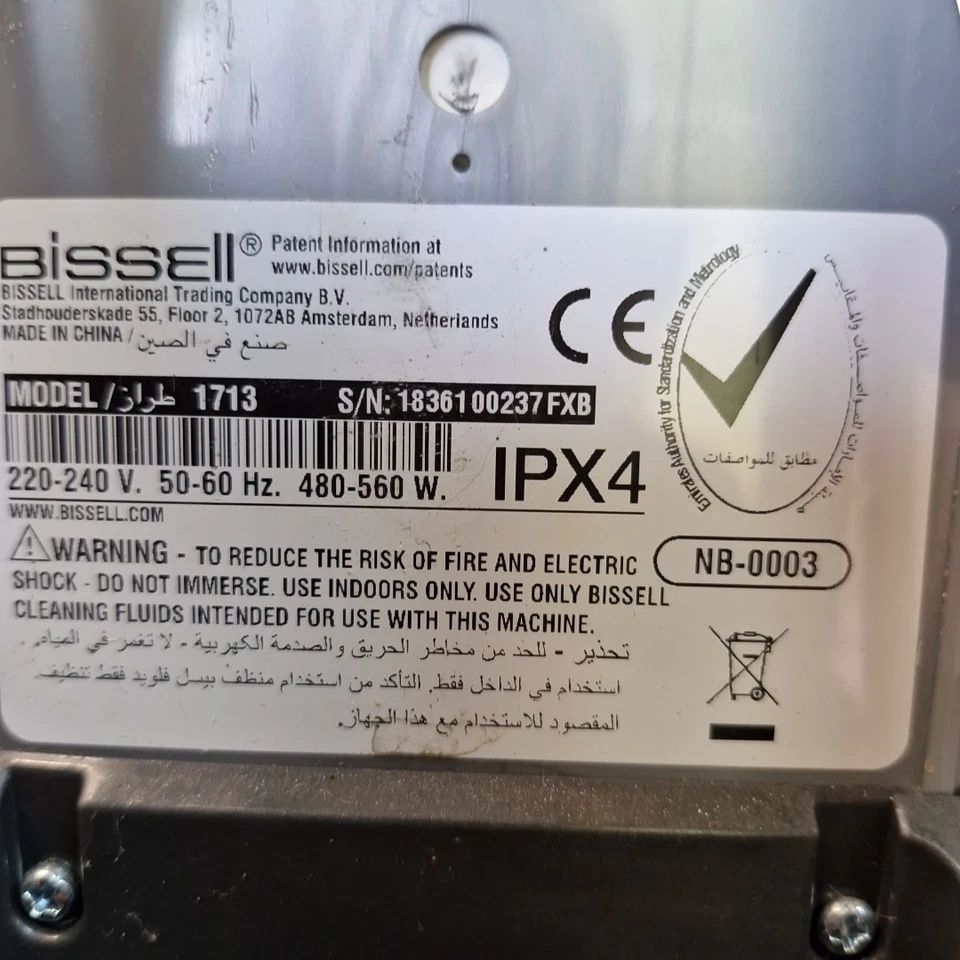 BISSELL® Patent Information at
www.bissell.com/patents
BISSELL International Trading Company B.V.
Stadhouderskade 55, Floor 2, 1072AB Amsterdam, Netherlands
MADE IN CHINA / صنع في الصين
CE
Emirates Authority for Standardization and Metrology
مطابق للمواصفات
MODEL / طراز 1713 S/N: 1836100237FXB
220-240 V. 50-60 Hz. 480-560 W.
IPX4
WWW.BISSELL.COM
NB-0003
WARNING - TO REDUCE THE RISK OF FIRE AND ELECTRIC
SHOCK - DO NOT IMMERSE. USE INDOORS ONLY. USE ONLY BISSELL
CLEANING FLUIDS INTENDED FOR USE WITH THIS MACHINE.
تحذير - للحد من مخاطر الحريق والصدمة الكهربية - لا تغمر في المياه.
استخدام في الداخل فقط. التأكد من استخدام منظف بيسل فلويد فقط تنظيف
المقصود للاستخدام مع هذا الجهاز.